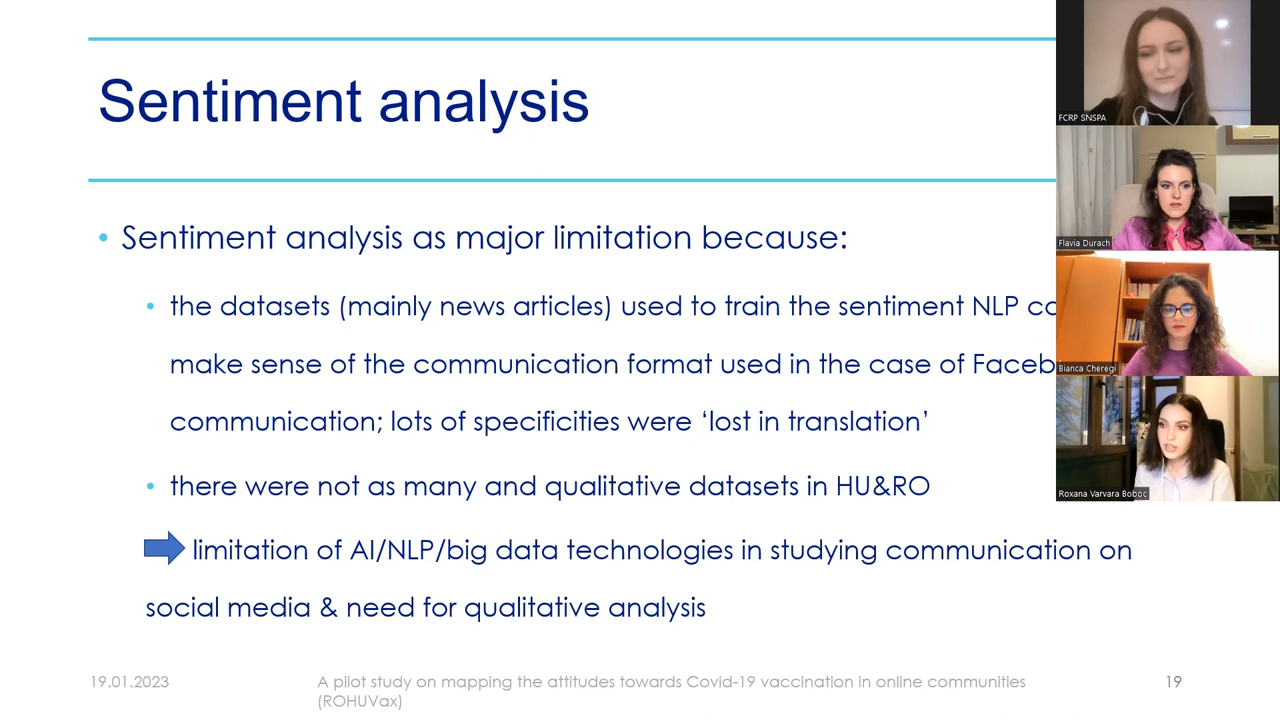 Sentiment analysis
• Sentiment analysis as major limitation because:
• the datasets (mainly news articles) used to train the sentiment NLP
make sense of the communication format used in the case of
communication; lots of specificities were ‘lost in translation’
• there were not as many and qualitative datasets in HU&RO
limitation of AI/NLP/big data technologies in studying communication on
social media & need for qualitative analysis
19.01.2023
A pilot study on mapping the attitudes towards Covid-19 vaccination in online communities
(ROHUVax)
19
FCRP SNSPA
Flavia Durach
Bianca Cheregi
Roxana Varvara Boboc